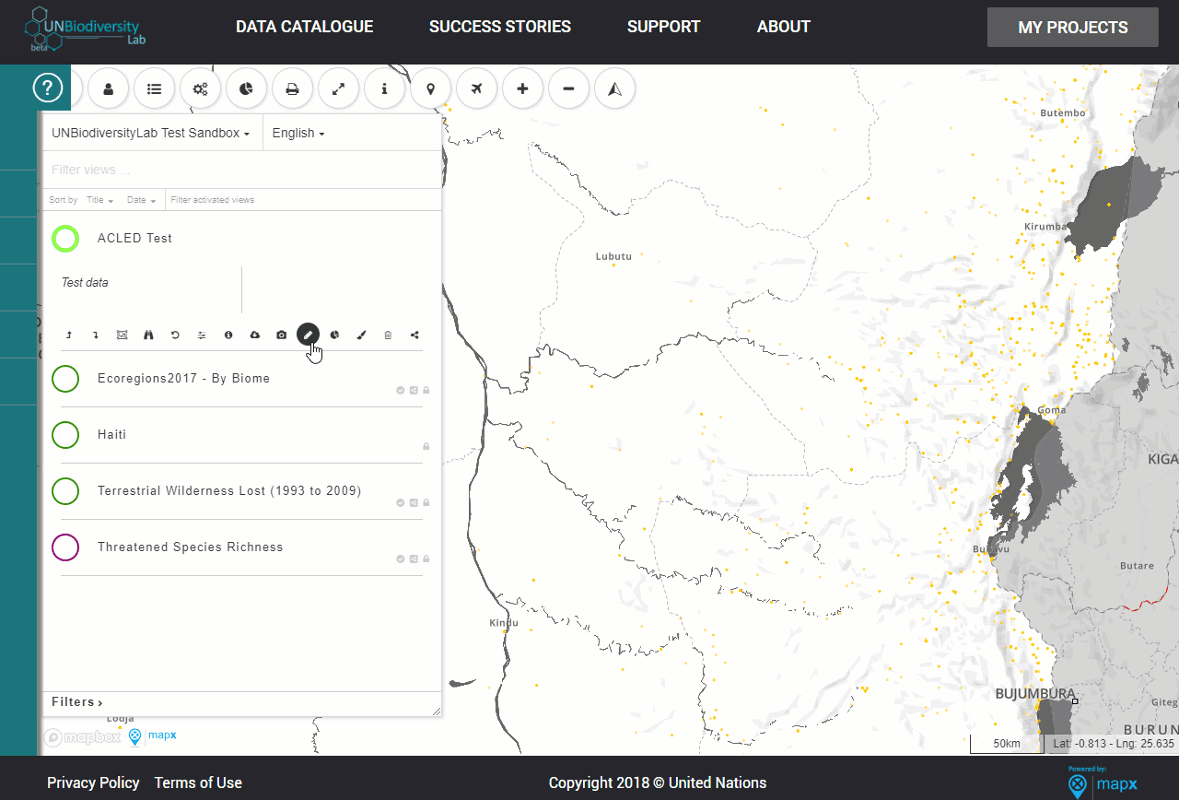 UNBiodiversity
Lab
beta
DATA CATALOGUE
SUCCESS STORIES
SUPPORT
ABOUT
MY PROJECTS
?
UNBiodiversityLab Test Sandbox
English
Filter views ...
Sort by Title Date Filter activated views
ACLED Test
Test data
Ecoregions2017 - By Biome
Haiti
Terrestrial Wilderness Lost (1993 to 2009)
Threatened Species Richness
Filters ›
Butembo
Kirumba
Lubutu
Goma
KIGA
Bukavu
Butare
Kindu
BUJUMBURA
Giteg
BURUN
Lodja
mapbox
mapx
50km
Lat: -0.813 - Lng: 25.635
Privacy Policy
Terms of Use
Copyright 2018 © United Nations
Powered by:
mapx